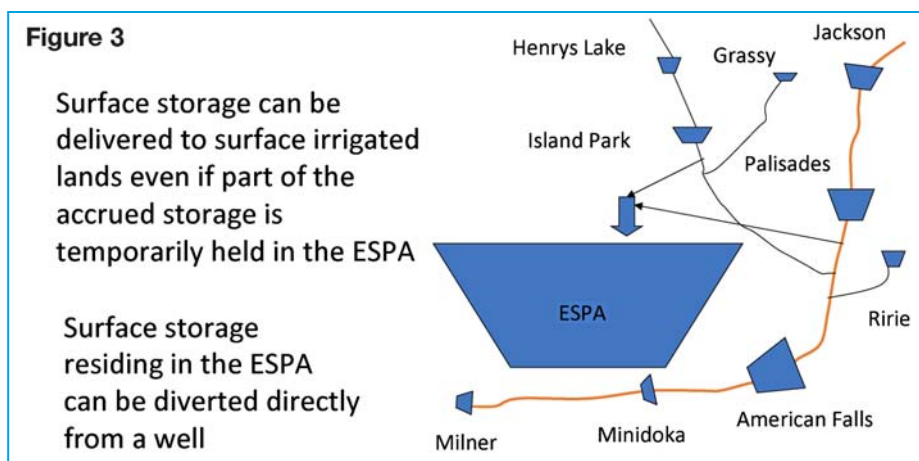 Figure 3
Surface storage can be
delivered to surface irrigated
lands even if part of the
accrued storage is
temporarily held in the ESPA
Surface storage
residing in the ESPA
can be diverted directly
from a well
Henrys Lake
Grassy
Jackson
Island Park
Palisades
ESPA
Ririe
American Falls
Minidoka
Milner